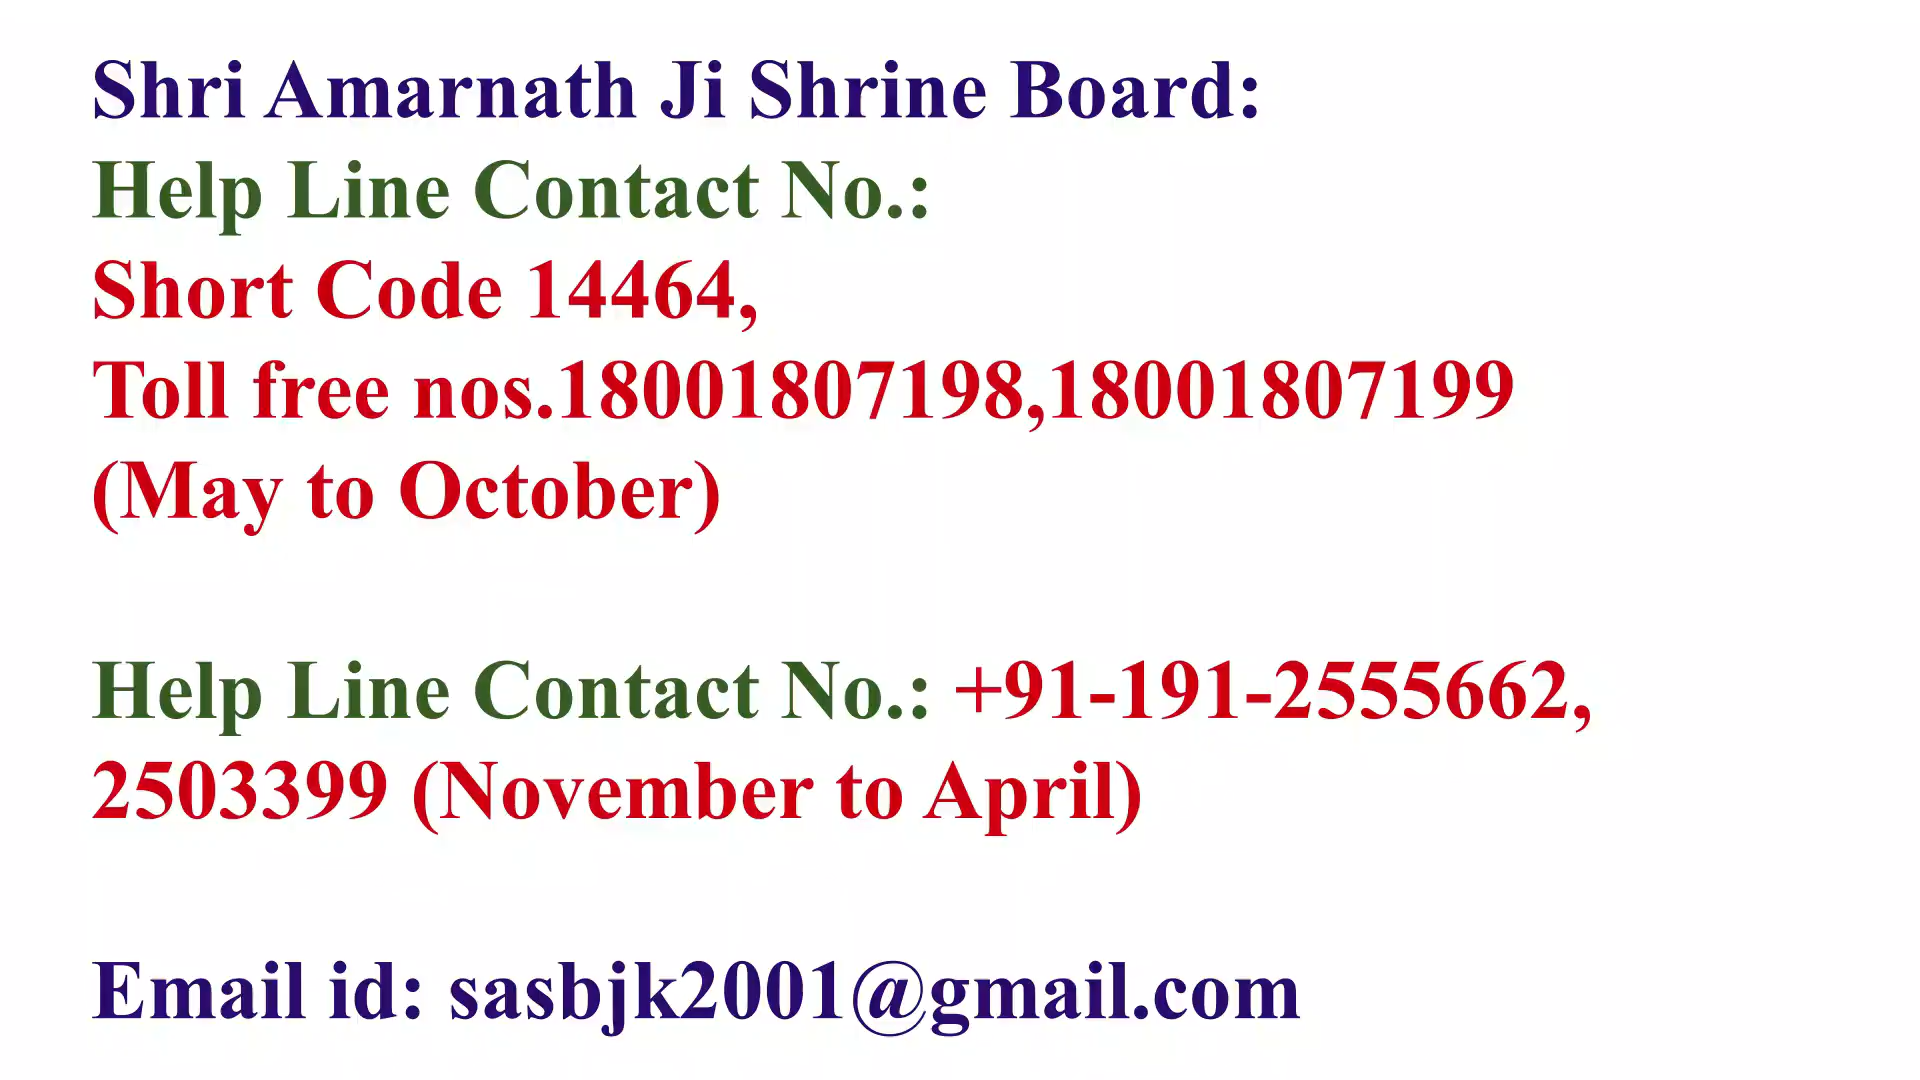 Shri Amarnath Ji Shrine Board:
Help Line Contact No.:
Short Code 14464,
Toll free nos.18001807198,18001807199
(May to October)
Help Line Contact No.: +91-191-2555662,
2503399 (November to April)
Email id: sasbjk2001@gmail.com